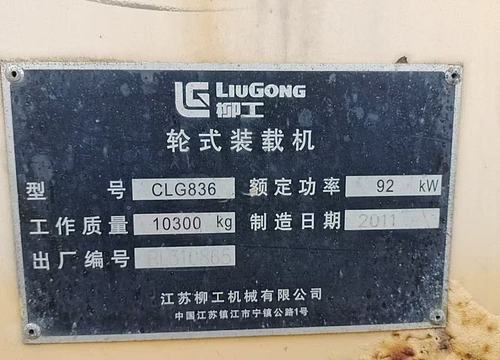 LG LIUGONG
柳工
轮式装载机
型 号 CLG836 额定功率 92 kW
工作质量 10300 kg 制造日期 2011
出厂编号
江苏柳工机械有限公司
中国江苏镇江市宁镇公路1号